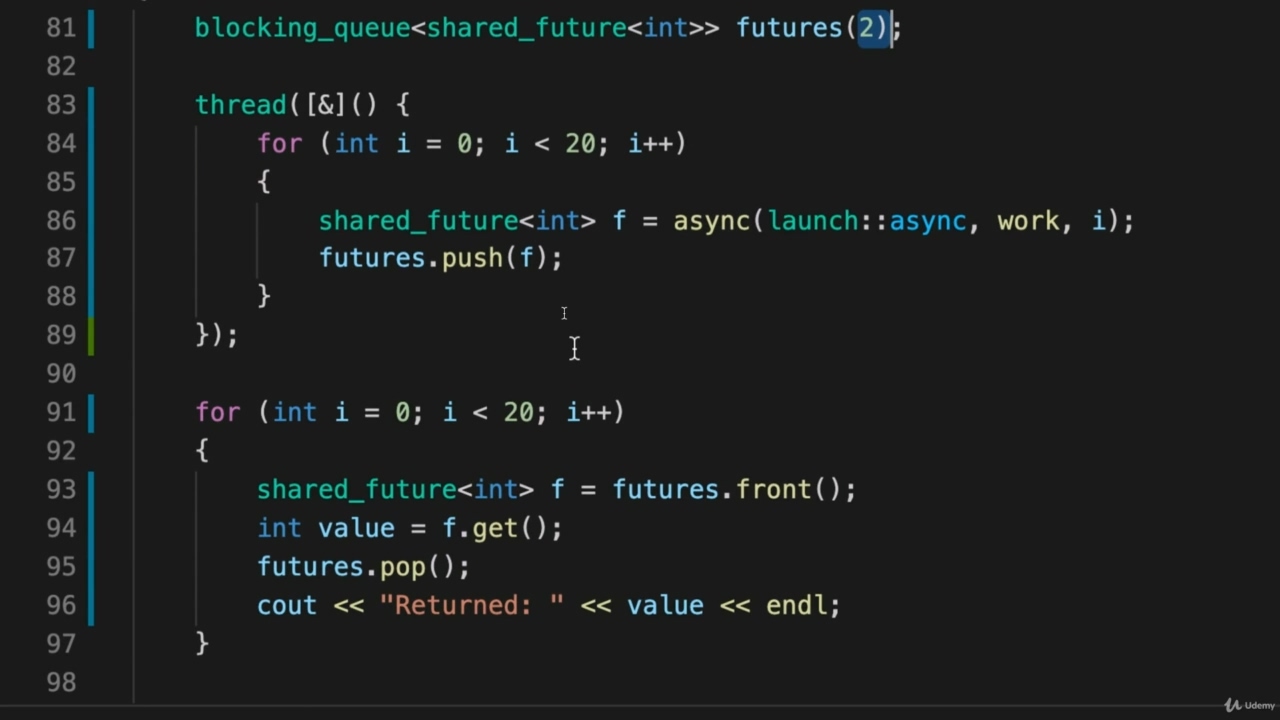 81 blocking_queue<shared_future<int>> futures(2);
82
83 thread([&]() {
84 for (int i = 0; i < 20; i++)
85 {
86 shared_future<int> f = async(launch::async, work, i);
87 futures.push(f);
88 }
89 });
90
91 for (int i = 0; i < 20; i++)
92 {
93 shared_future<int> f = futures.front();
94 int value = f.get();
95 futures.pop();
96 cout << "Returned: " << value << endl;
97 }
98
Udemy